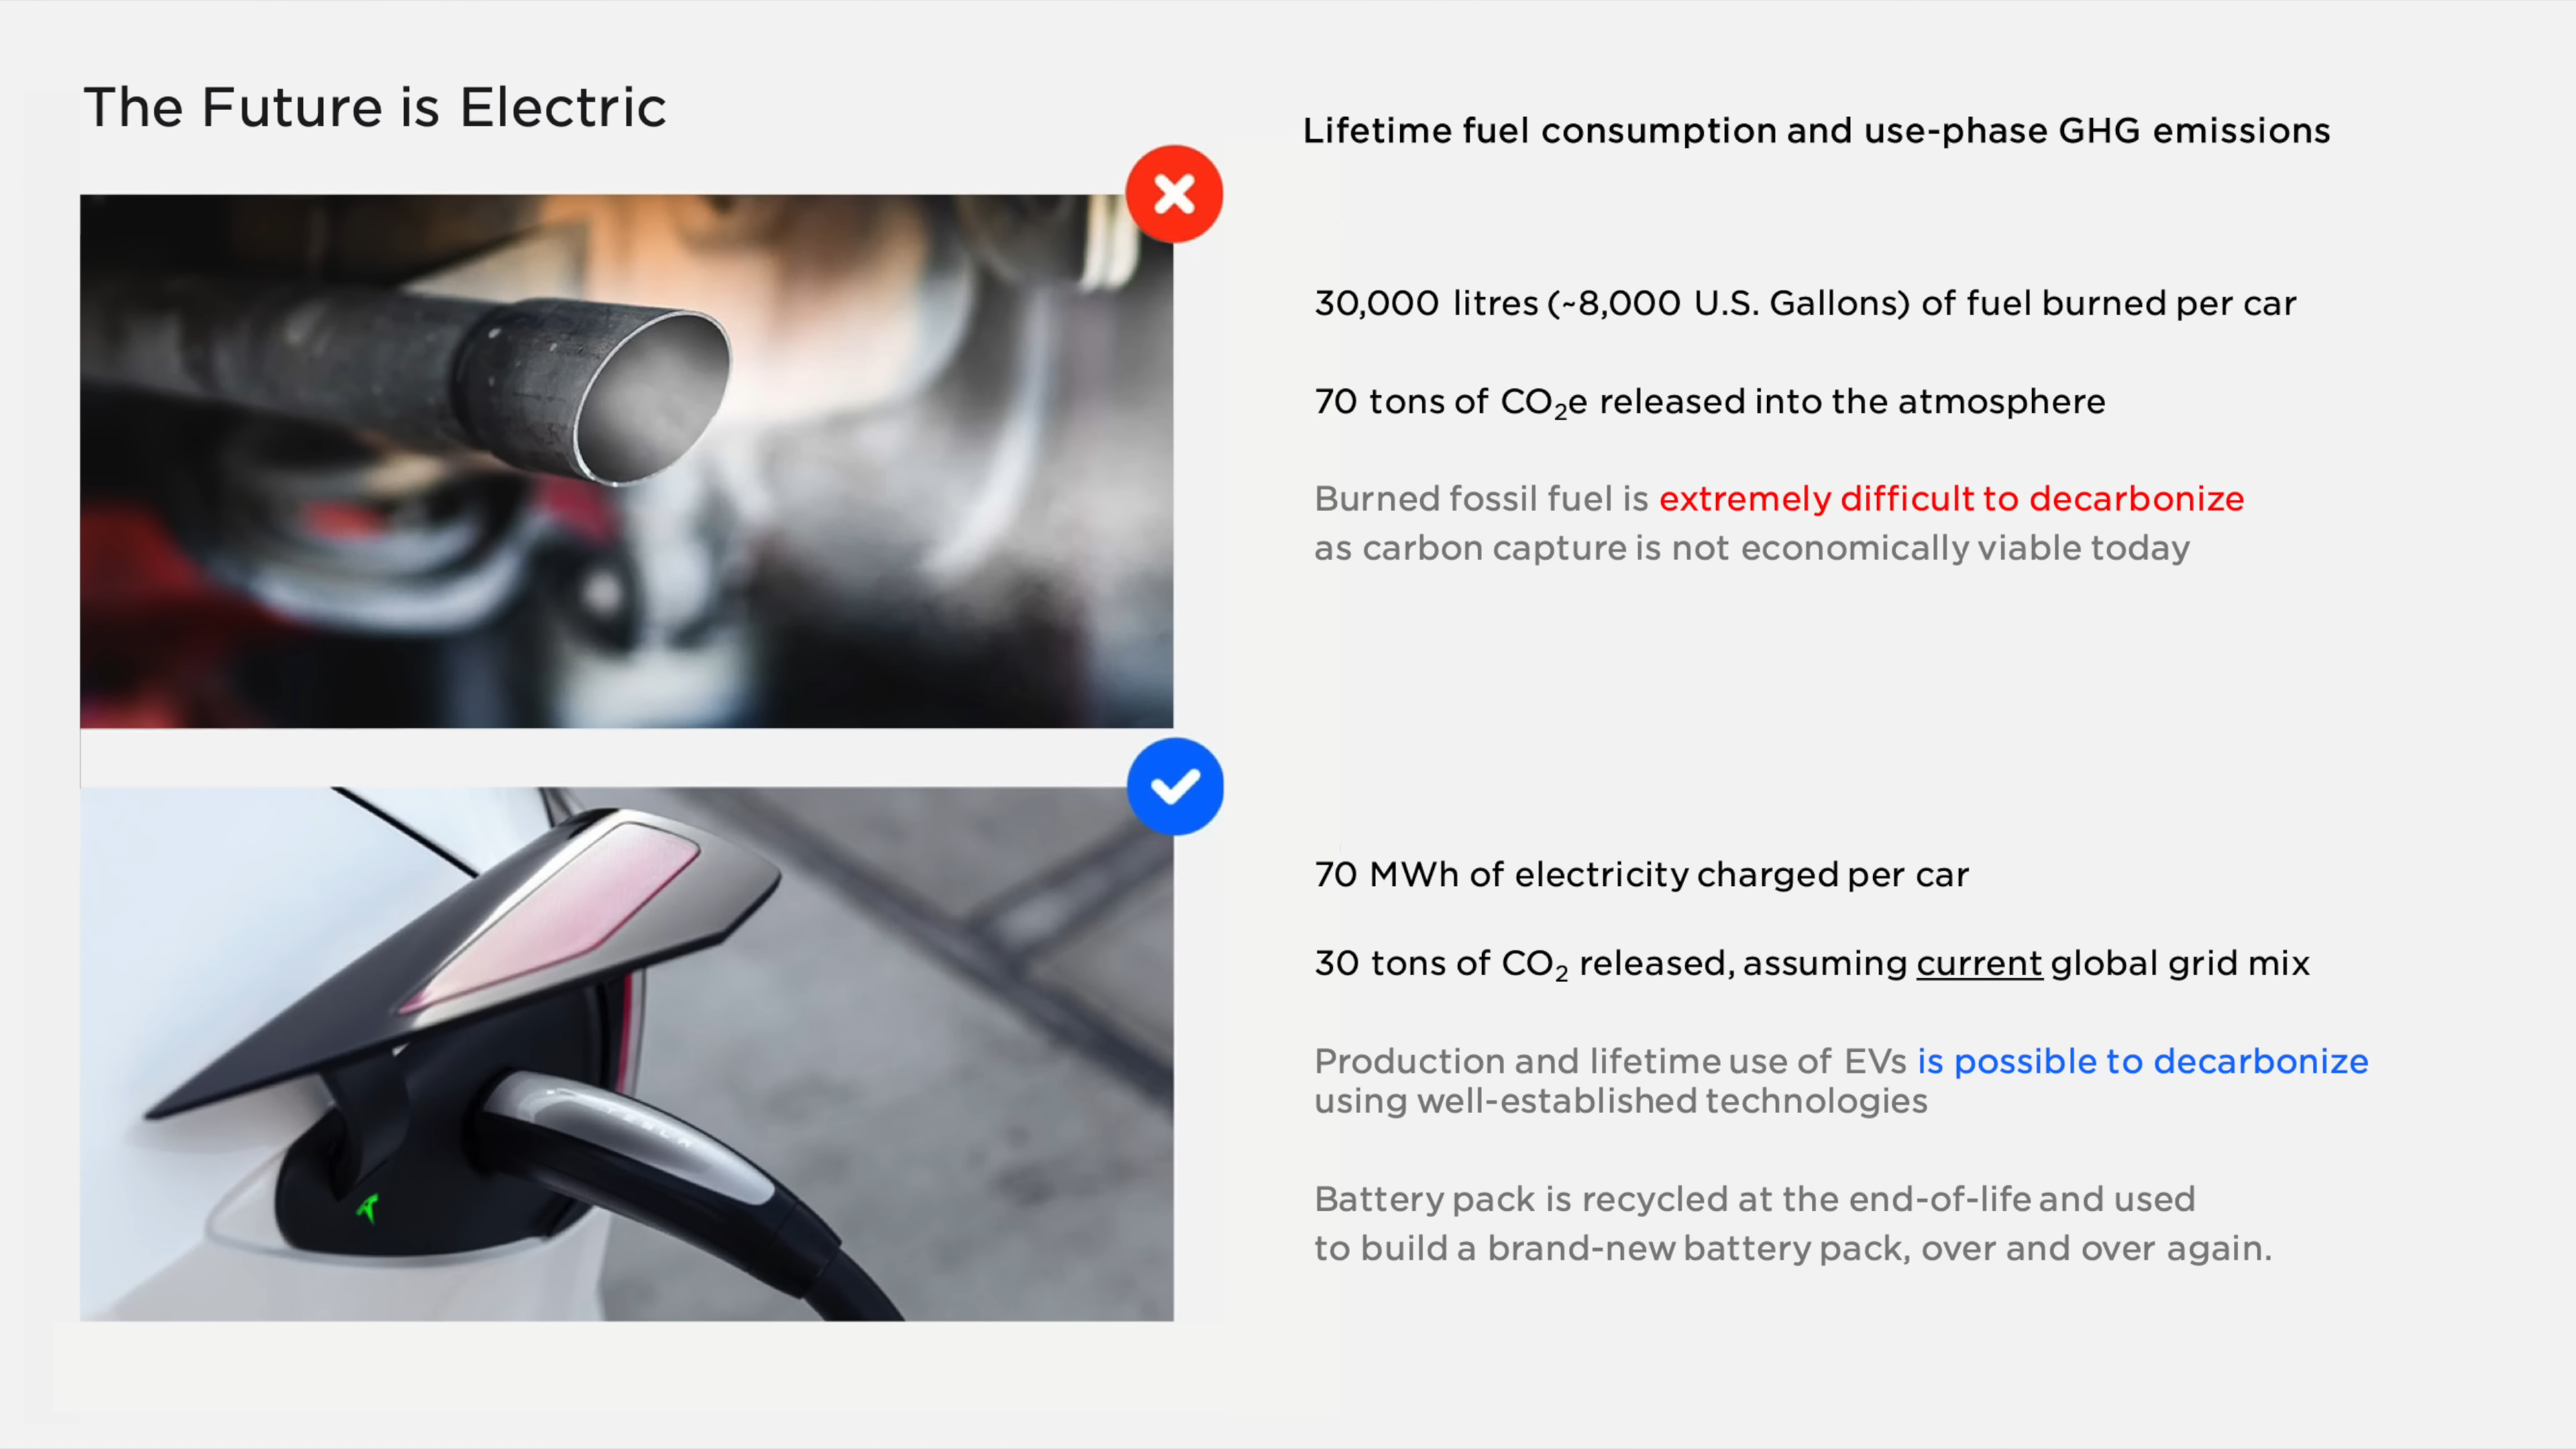 The Future is Electric
Lifetime fuel consumption and use-phase GHG emissions
30,000 litres (~8,000 U.S. Gallons) of fuel burned per car
70 tons of CO₂e released into the atmosphere
Burned fossil fuel is extremely difficult to decarbonize
as carbon capture is not economically viable today
70 MWh of electricity charged per car
30 tons of CO₂ released, assuming current global grid mix
Production and lifetime use of EVs is possible to decarbonize
using well-established technologies
Battery pack is recycled at the end-of-life and used
to build a brand-new battery pack, over and over again.
TESLA